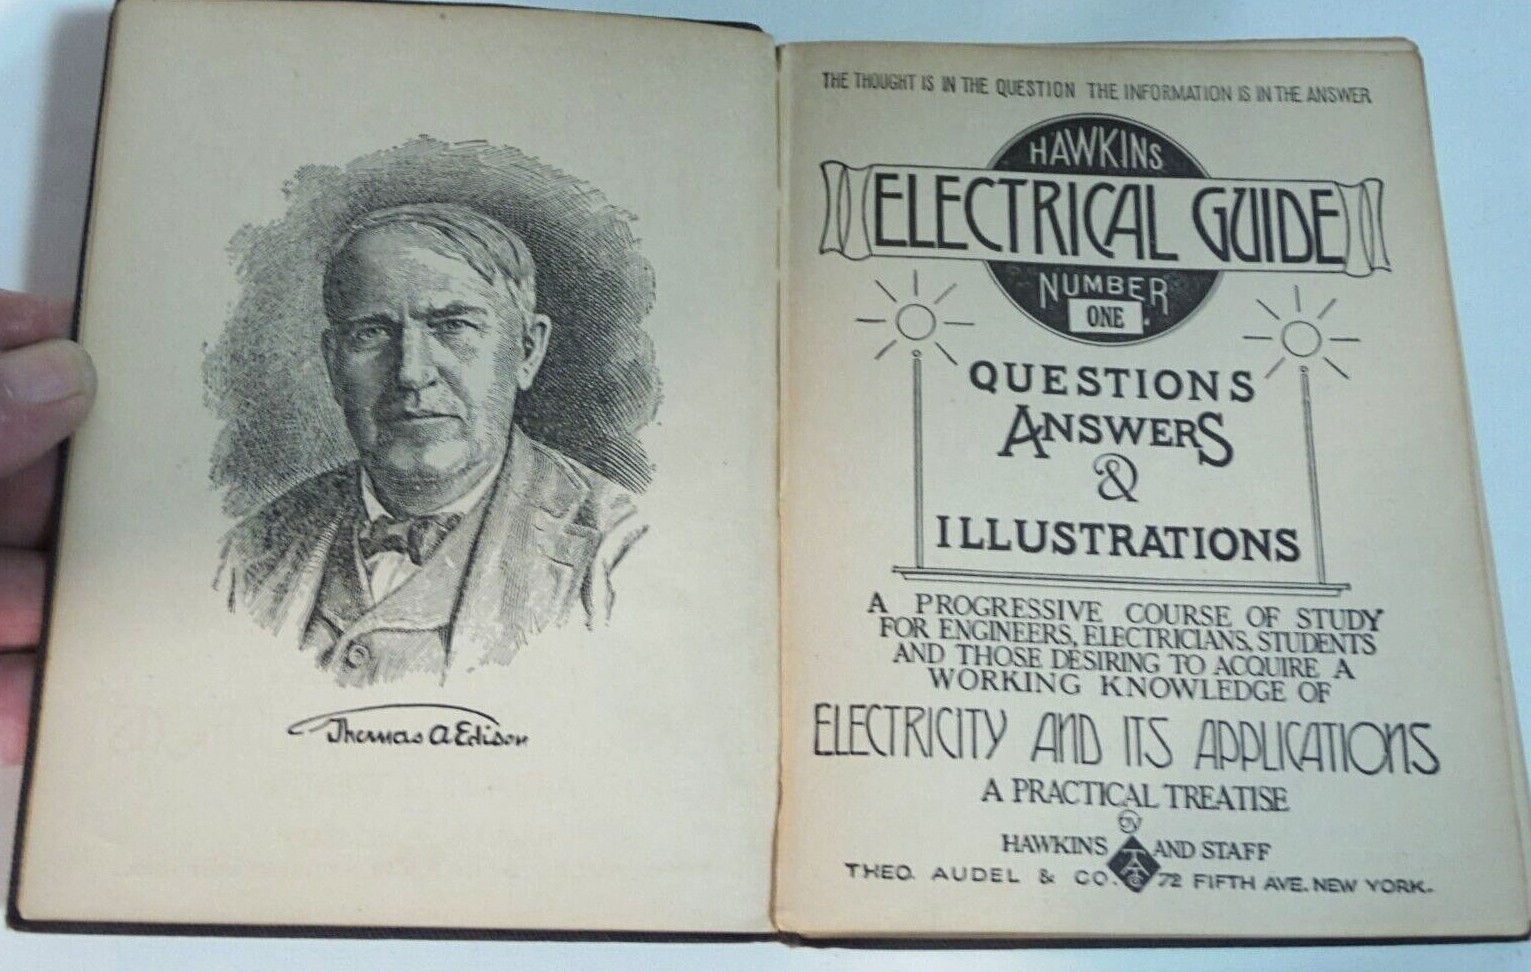 Thomas A Edison
THE THOUGHT IS IN THE QUESTION THE INFORMATION IS IN THE ANSWER
HAWKINS
ELECTRICAL GUIDE
NUMBER
ONE
QUESTIONS
ANSWERS
&
ILLUSTRATIONS
A PROGRESSIVE COURSE OF STUDY
FOR ENGINEERS, ELECTRICIANS, STUDENTS
AND THOSE DESIRING TO ACQUIRE A
WORKING KNOWLEDGE OF
ELECTRICITY AND ITS APPLICATIONS
A PRACTICAL TREATISE
by
HAWKINS AND STAFF
THEO. AUDEL & CO. 72 FIFTH AVE. NEW YORK.